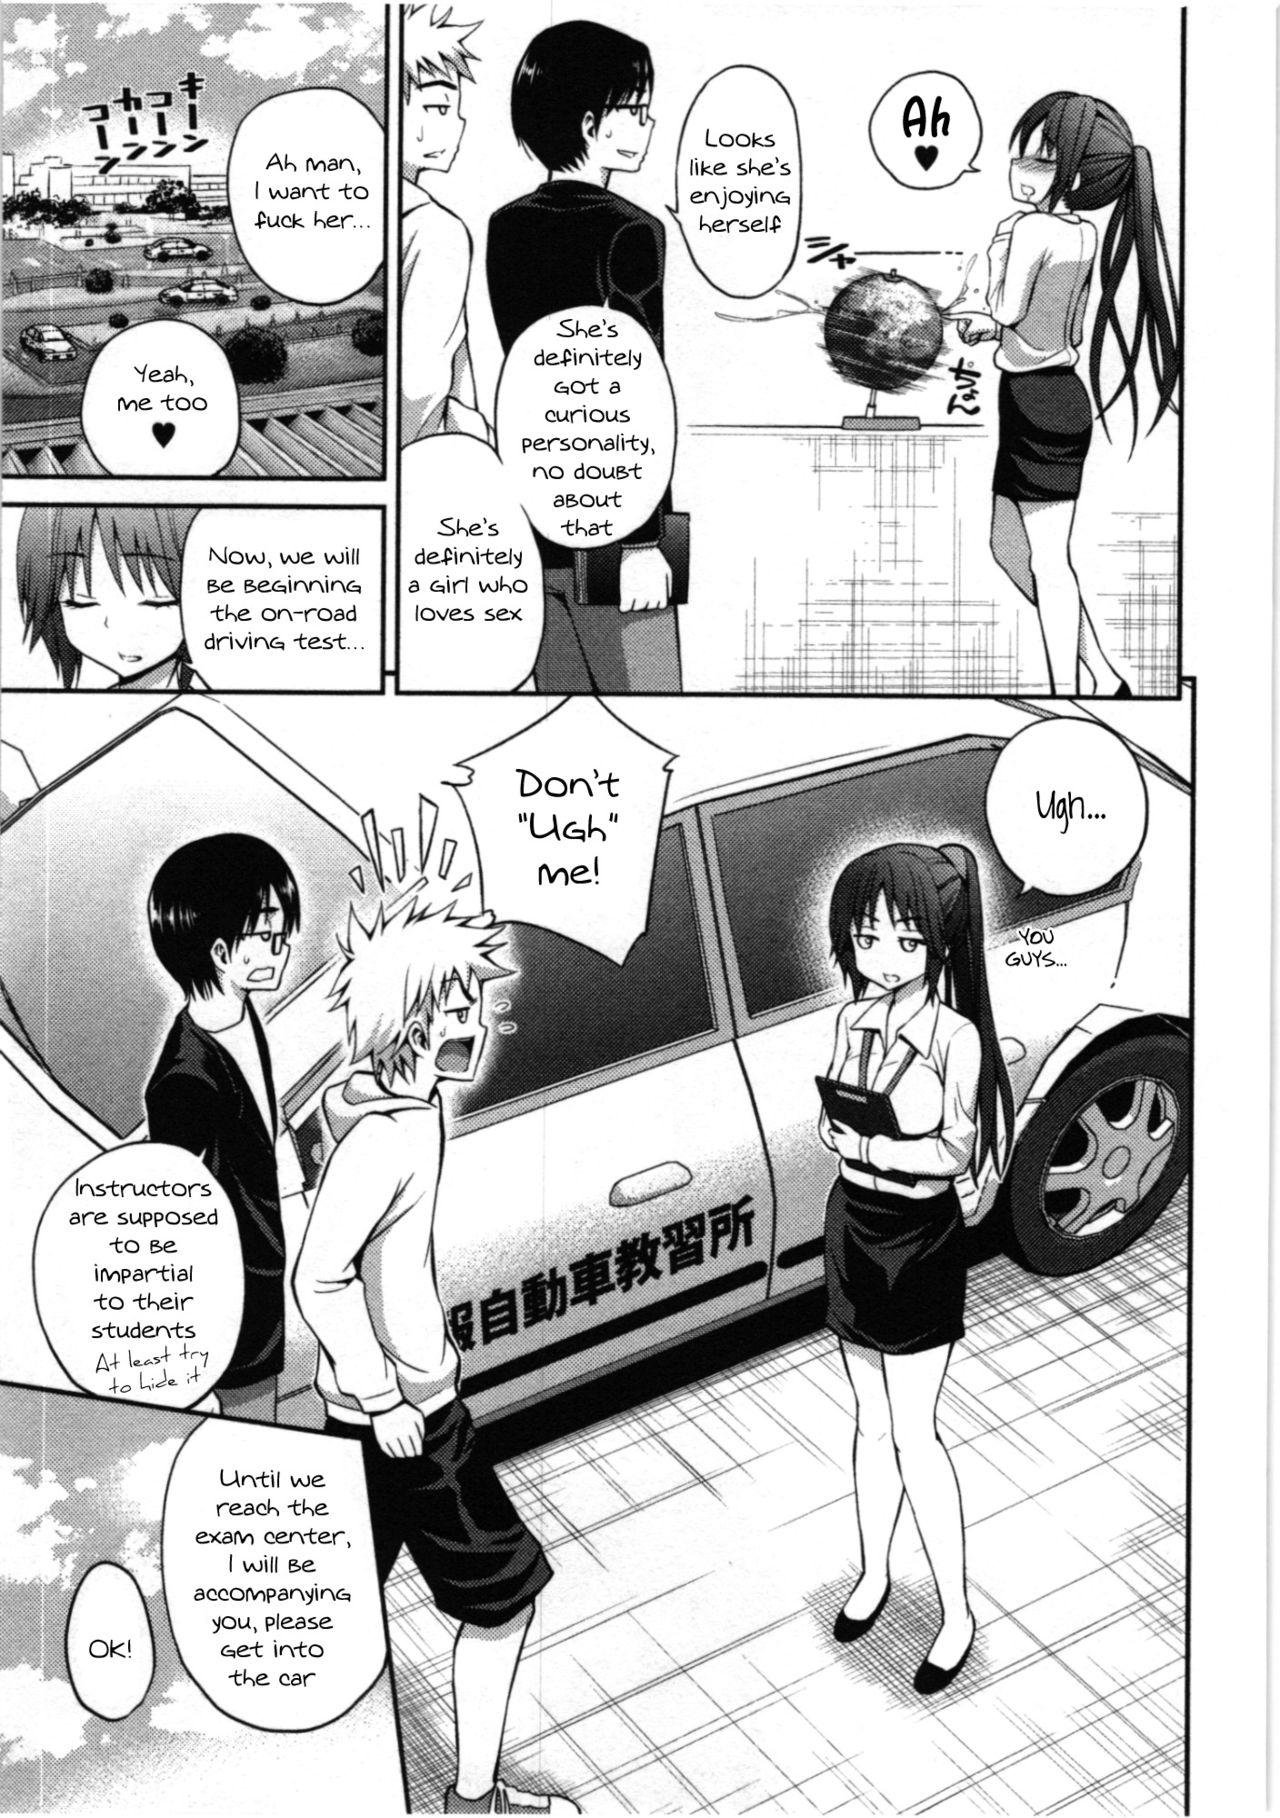 Ah
♥
Looks
like she's
enjoying
herself
シャー
She's
definitely
got a
curious
personality,
no doubt
about
that
She's
definitely
a girl who
loves sex
キーン
コーン
カーン
コーン
Ah man,
I want to
fuck her...
Yeah,
me too
♥
Now, we will
be beginning
the on-road
driving test...
Ugh...
YOU
GUYS...
Don't
"Ugh"
me!
Instructors
are supposed
to be
impartial
to their
students
At least try
to hide it
報自動車教習所
Until we
reach the
exam center,
I will be
accompanying
you, please
get into
the car
OK!